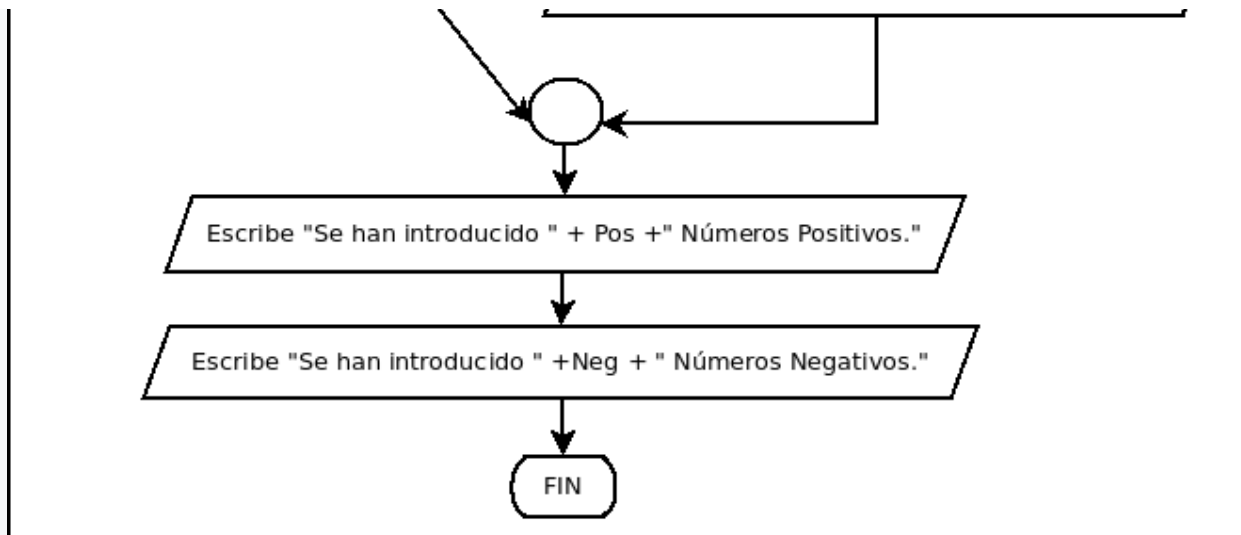 Escribe "Se han introducido " + Pos +" Números Positivos."
Escribe "Se han introducido " +Neg + " Números Negativos."
FIN